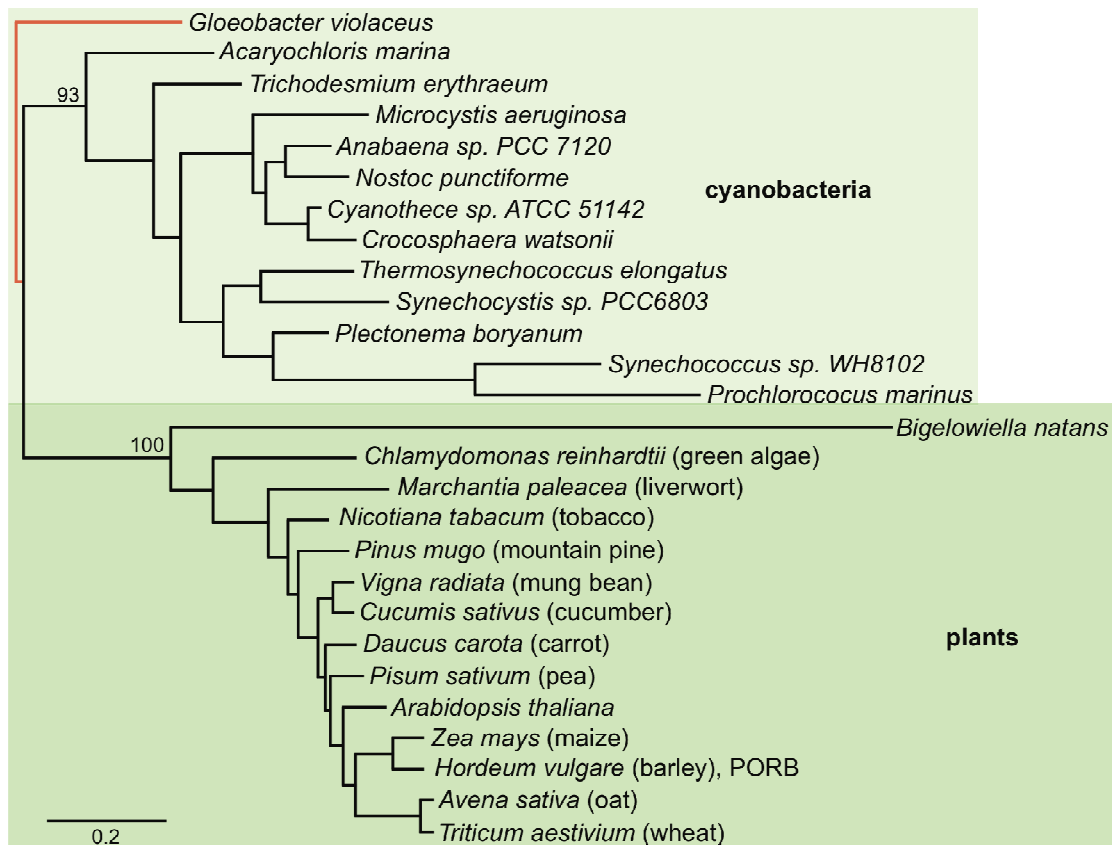 Gloeobacter violaceus
Acaryochloris marina
93
Trichodesmium erythraeum
Microcystis aeruginosa
Anabaena sp. PCC 7120
Nostoc punctiforme
cyanobacteria
Cyanothece sp. ATCC 51142
Crocosphaera watsonii
Thermosynechococcus elongatus
Synechocystis sp. PCC6803
Plectonema boryanum
Synechococcus sp. WH8102
Prochlorococus marinus
Bigelowiella natans
100
Chlamydomonas reinhardtii (green algae)
Marchantia paleacea (liverwort)
Nicotiana tabacum (tobacco)
Pinus mugo (mountain pine)
Vigna radiata (mung bean)
Cucumis sativus (cucumber)
plants
Daucus carota (carrot)
Pisum sativum (pea)
Arabidopsis thaliana
Zea mays (maize)
Hordeum vulgare (barley), PORB
Avena sativa (oat)
Triticum aestivium (wheat)
0.2